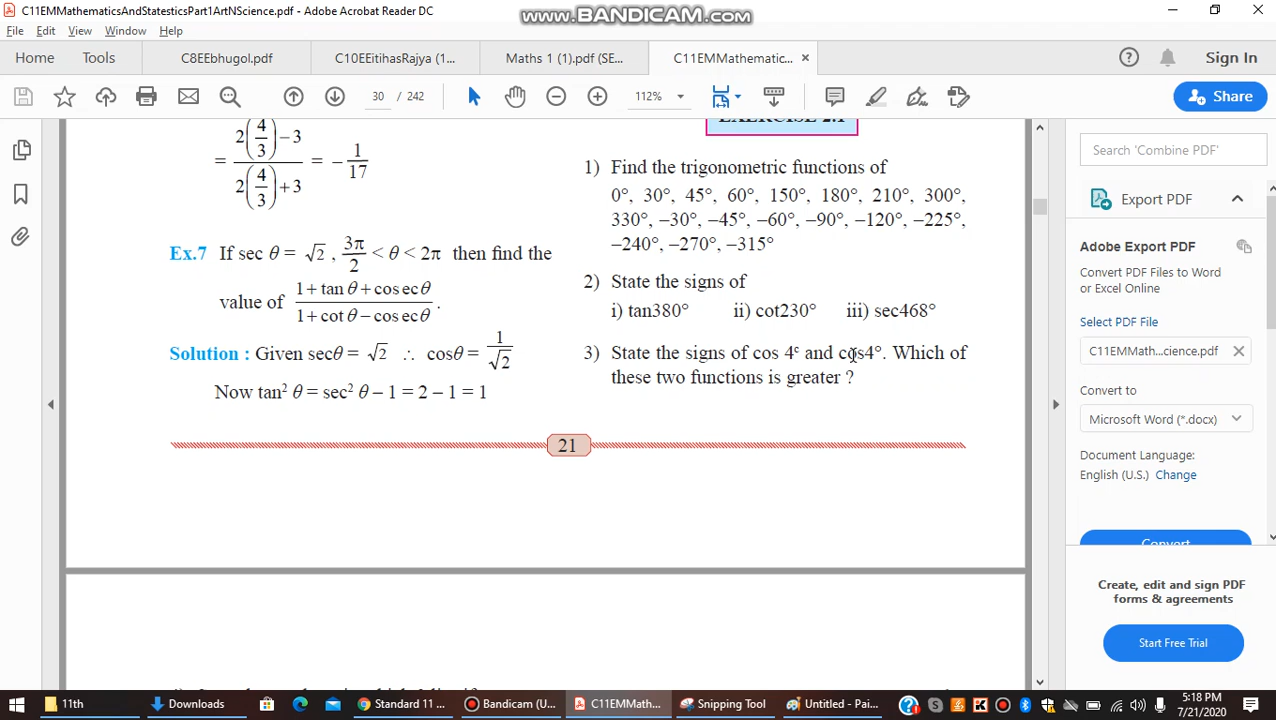 C11EMMathematicsAndStatesticsPart1ArtNScience.pdf - Adobe Acrobat Reader DC
www.BANDICAM.com
File Edit View Window Help
Home Tools C8EEbhugol.pdf C10EEitihasRajya (1... Maths 1 (1).pdf (SE... C11EMMathematic... × Sign In
30 / 242 112% Share
= (2(4/3) – 3) / (2(4/3) + 3) = – 1/17
Ex.7 If sec θ = √2 , 3π/2 < θ < 2π then find the
value of (1 + tan θ + cos ec θ) / (1 + cot θ – cos ec θ) .
Solution : Given secθ = √2 ∴ cosθ = 1/√2
Now tan² θ = sec² θ – 1 = 2 – 1 = 1
EXERCISE 2.1
1) Find the trigonometric functions of
0°, 30°, 45°, 60°, 150°, 180°, 210°, 300°,
330°, –30°, –45°, –60°, –90°, –120°, –225°,
–240°, –270°, –315°
2) State the signs of
i) tan380° ii) cot230° iii) sec468°
3) State the signs of cos 4ᶜ and cos4°. Which of
these two functions is greater ?
21
Search 'Combine PDF'
Export PDF
Adobe Export PDF
Convert PDF Files to Word
or Excel Online
Select PDF File
C11EMMath...cience.pdf ×
Convert to
Microsoft Word (*.docx)
Document Language:
English (U.S.) Change
Convert
Create, edit and sign PDF
forms & agreements
Start Free Trial
11th Downloads Standard 11 ... Bandicam (U... C11EMMath... Snipping Tool Untitled - Pai... 5:18 PM
7/21/2020